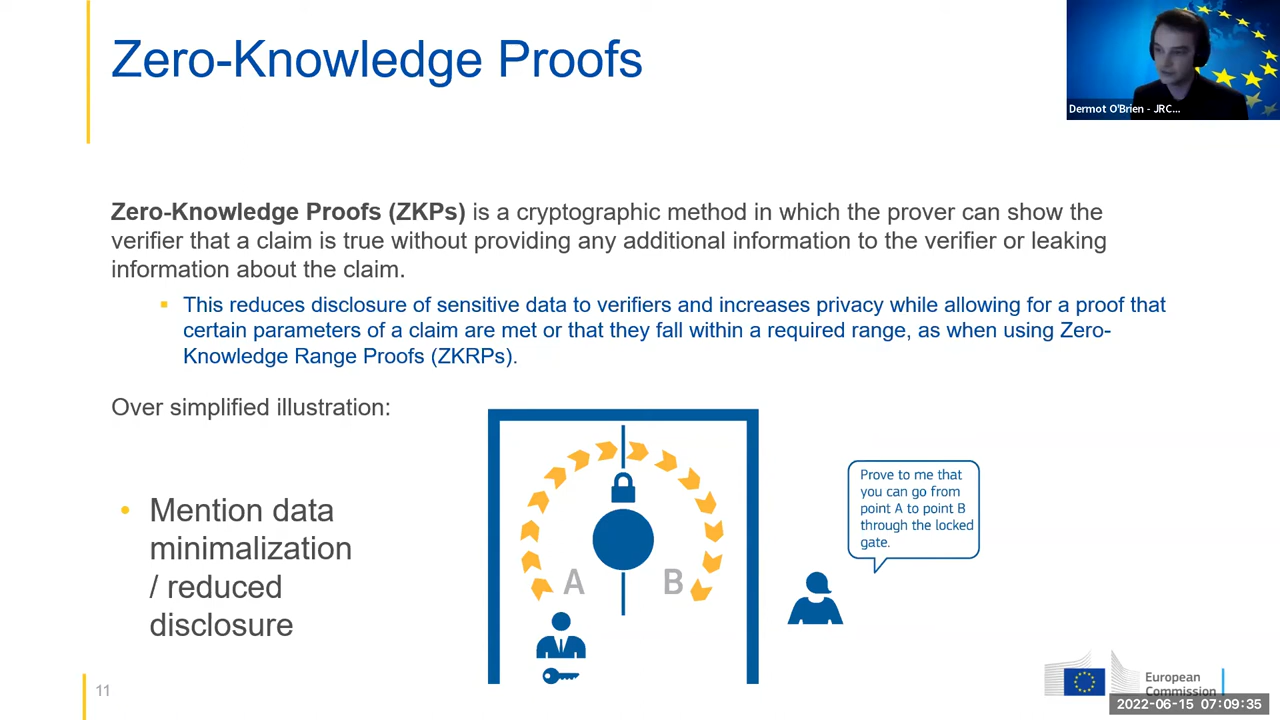 Zero-Knowledge Proofs
Dermot O'Brien - JRC...
Zero-Knowledge Proofs (ZKPs) is a cryptographic method in which the prover can show the
verifier that a claim is true without providing any additional information to the verifier or leaking
information about the claim.
▪ This reduces disclosure of sensitive data to verifiers and increases privacy while allowing for a proof that
certain parameters of a claim are met or that they fall within a required range, as when using Zero-
Knowledge Range Proofs (ZKRPs).
Over simplified illustration:
• Mention data
minimalization
/ reduced
disclosure
A
B
Prove to me that
you can go from
point A to point B
through the locked
gate.
11
European
Commission
2022-06-15 07:09:35